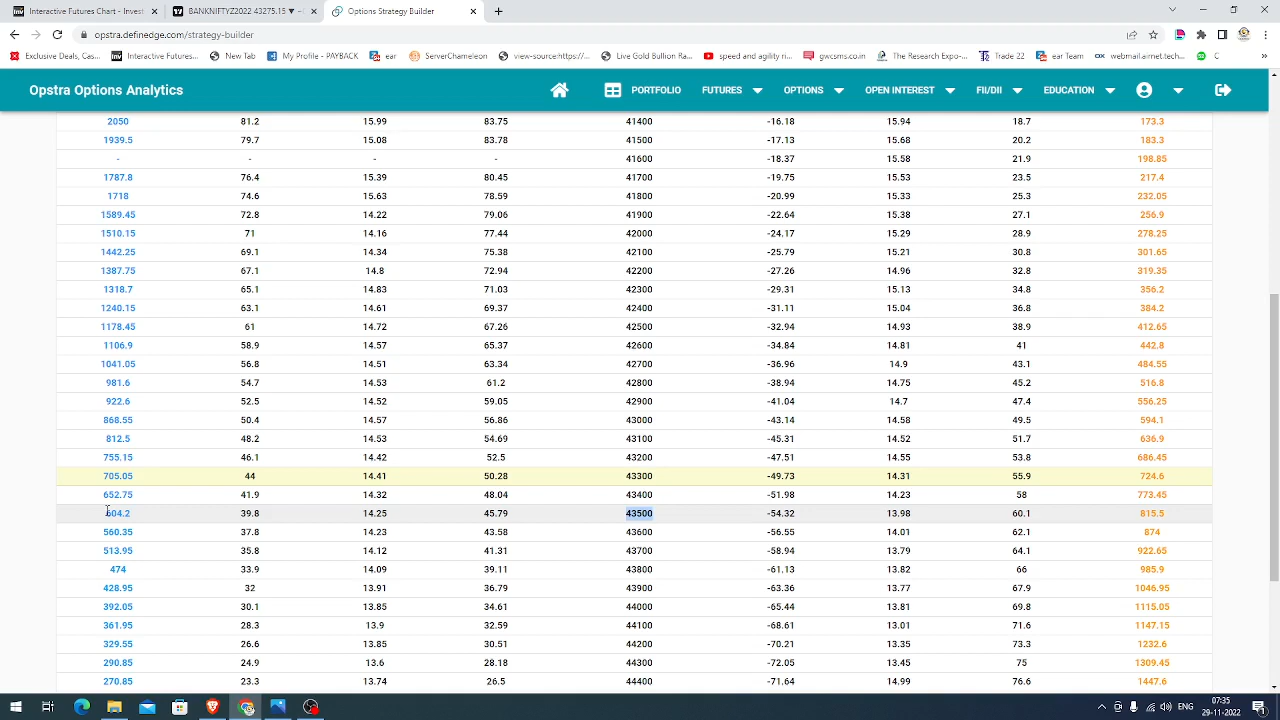 Interactive Futures Chart - Invest
BANKNIFTYZ2022 43275.15 ▼ −
Options Strategy Builder
opstra.definedge.com/strategy-builder
Exclusive Deals, Cas... Interactive Futures... New Tab My Profile - PAYBACK ear ServerChameleon view-source:https://... Live Gold Bullion Ra... speed and agility ri... gwcsms.co.in The Research Expo-... Trade 22 ear Team webmail.airnet.tech... C »
Opstra Options Analytics PORTFOLIO FUTURES OPTIONS OPEN INTEREST FII/DII EDUCATION
2050 81.2 15.99 83.75 41400 -16.18 15.94 18.7 173.3
1939.5 79.7 15.08 83.78 41500 -17.13 15.68 20.2 183.3
- - - - 41600 -18.37 15.58 21.9 198.85
1787.8 76.4 15.39 80.45 41700 -19.75 15.53 23.5 217.4
1718 74.6 15.63 78.59 41800 -20.99 15.33 25.3 232.05
1589.45 72.8 14.22 79.06 41900 -22.64 15.38 27.1 256.9
1510.15 71 14.16 77.44 42000 -24.17 15.29 28.9 278.25
1442.25 69.1 14.34 75.38 42100 -25.79 15.21 30.8 301.65
1387.75 67.1 14.8 72.94 42200 -27.26 14.96 32.8 319.35
1318.7 65.1 14.83 71.03 42300 -29.31 15.13 34.8 356.2
1240.15 63.1 14.61 69.37 42400 -31.11 15.04 36.8 384.2
1178.45 61 14.72 67.26 42500 -32.94 14.93 38.9 412.65
1106.9 58.9 14.57 65.37 42600 -34.84 14.81 41 442.8
1041.05 56.8 14.51 63.34 42700 -36.96 14.9 43.1 484.55
981.6 54.7 14.53 61.2 42800 -38.94 14.75 45.2 516.8
922.6 52.5 14.52 59.05 42900 -41.04 14.7 47.4 556.25
868.55 50.4 14.57 56.86 43000 -43.14 14.58 49.5 594.1
812.5 48.2 14.53 54.69 43100 -45.31 14.52 51.7 636.9
755.15 46.1 14.42 52.5 43200 -47.51 14.55 53.8 686.45
705.05 44 14.41 50.28 43300 -49.73 14.31 55.9 724.6
652.75 41.9 14.32 48.04 43400 -51.98 14.23 58 773.45
604.2 39.8 14.25 45.79 43500 -54.32 13.98 60.1 815.5
560.35 37.8 14.23 43.58 43600 -56.55 14.01 62.1 874
513.95 35.8 14.12 41.31 43700 -58.94 13.79 64.1 922.65
474 33.9 14.09 39.11 43800 -61.13 13.82 66 985.9
428.95 32 13.91 36.79 43900 -63.36 13.77 67.9 1046.95
392.05 30.1 13.85 34.61 44000 -65.44 13.81 69.8 1115.05
361.95 28.3 13.9 32.59 44100 -68.61 13.01 71.6 1147.15
329.55 26.6 13.85 30.51 44200 -70.21 13.35 73.3 1232.6
290.85 24.9 13.6 28.18 44300 -72.05 13.45 75 1309.45
270.85 23.3 13.74 26.5 44400 -71.64 14.99 76.6 1447.6
ENG
07:35
29-11-2022